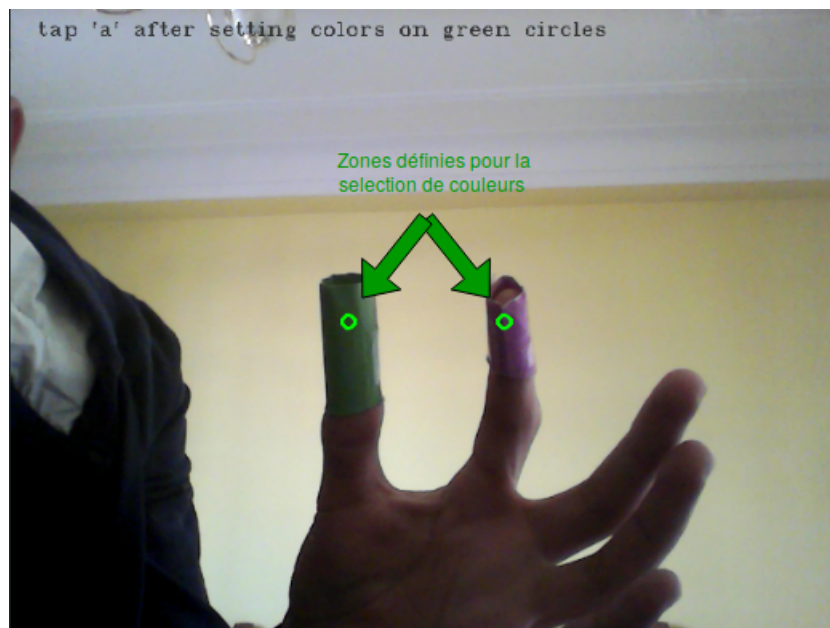 tap 'a' after setting colors on green circles
Zones définies pour la
selection de couleurs